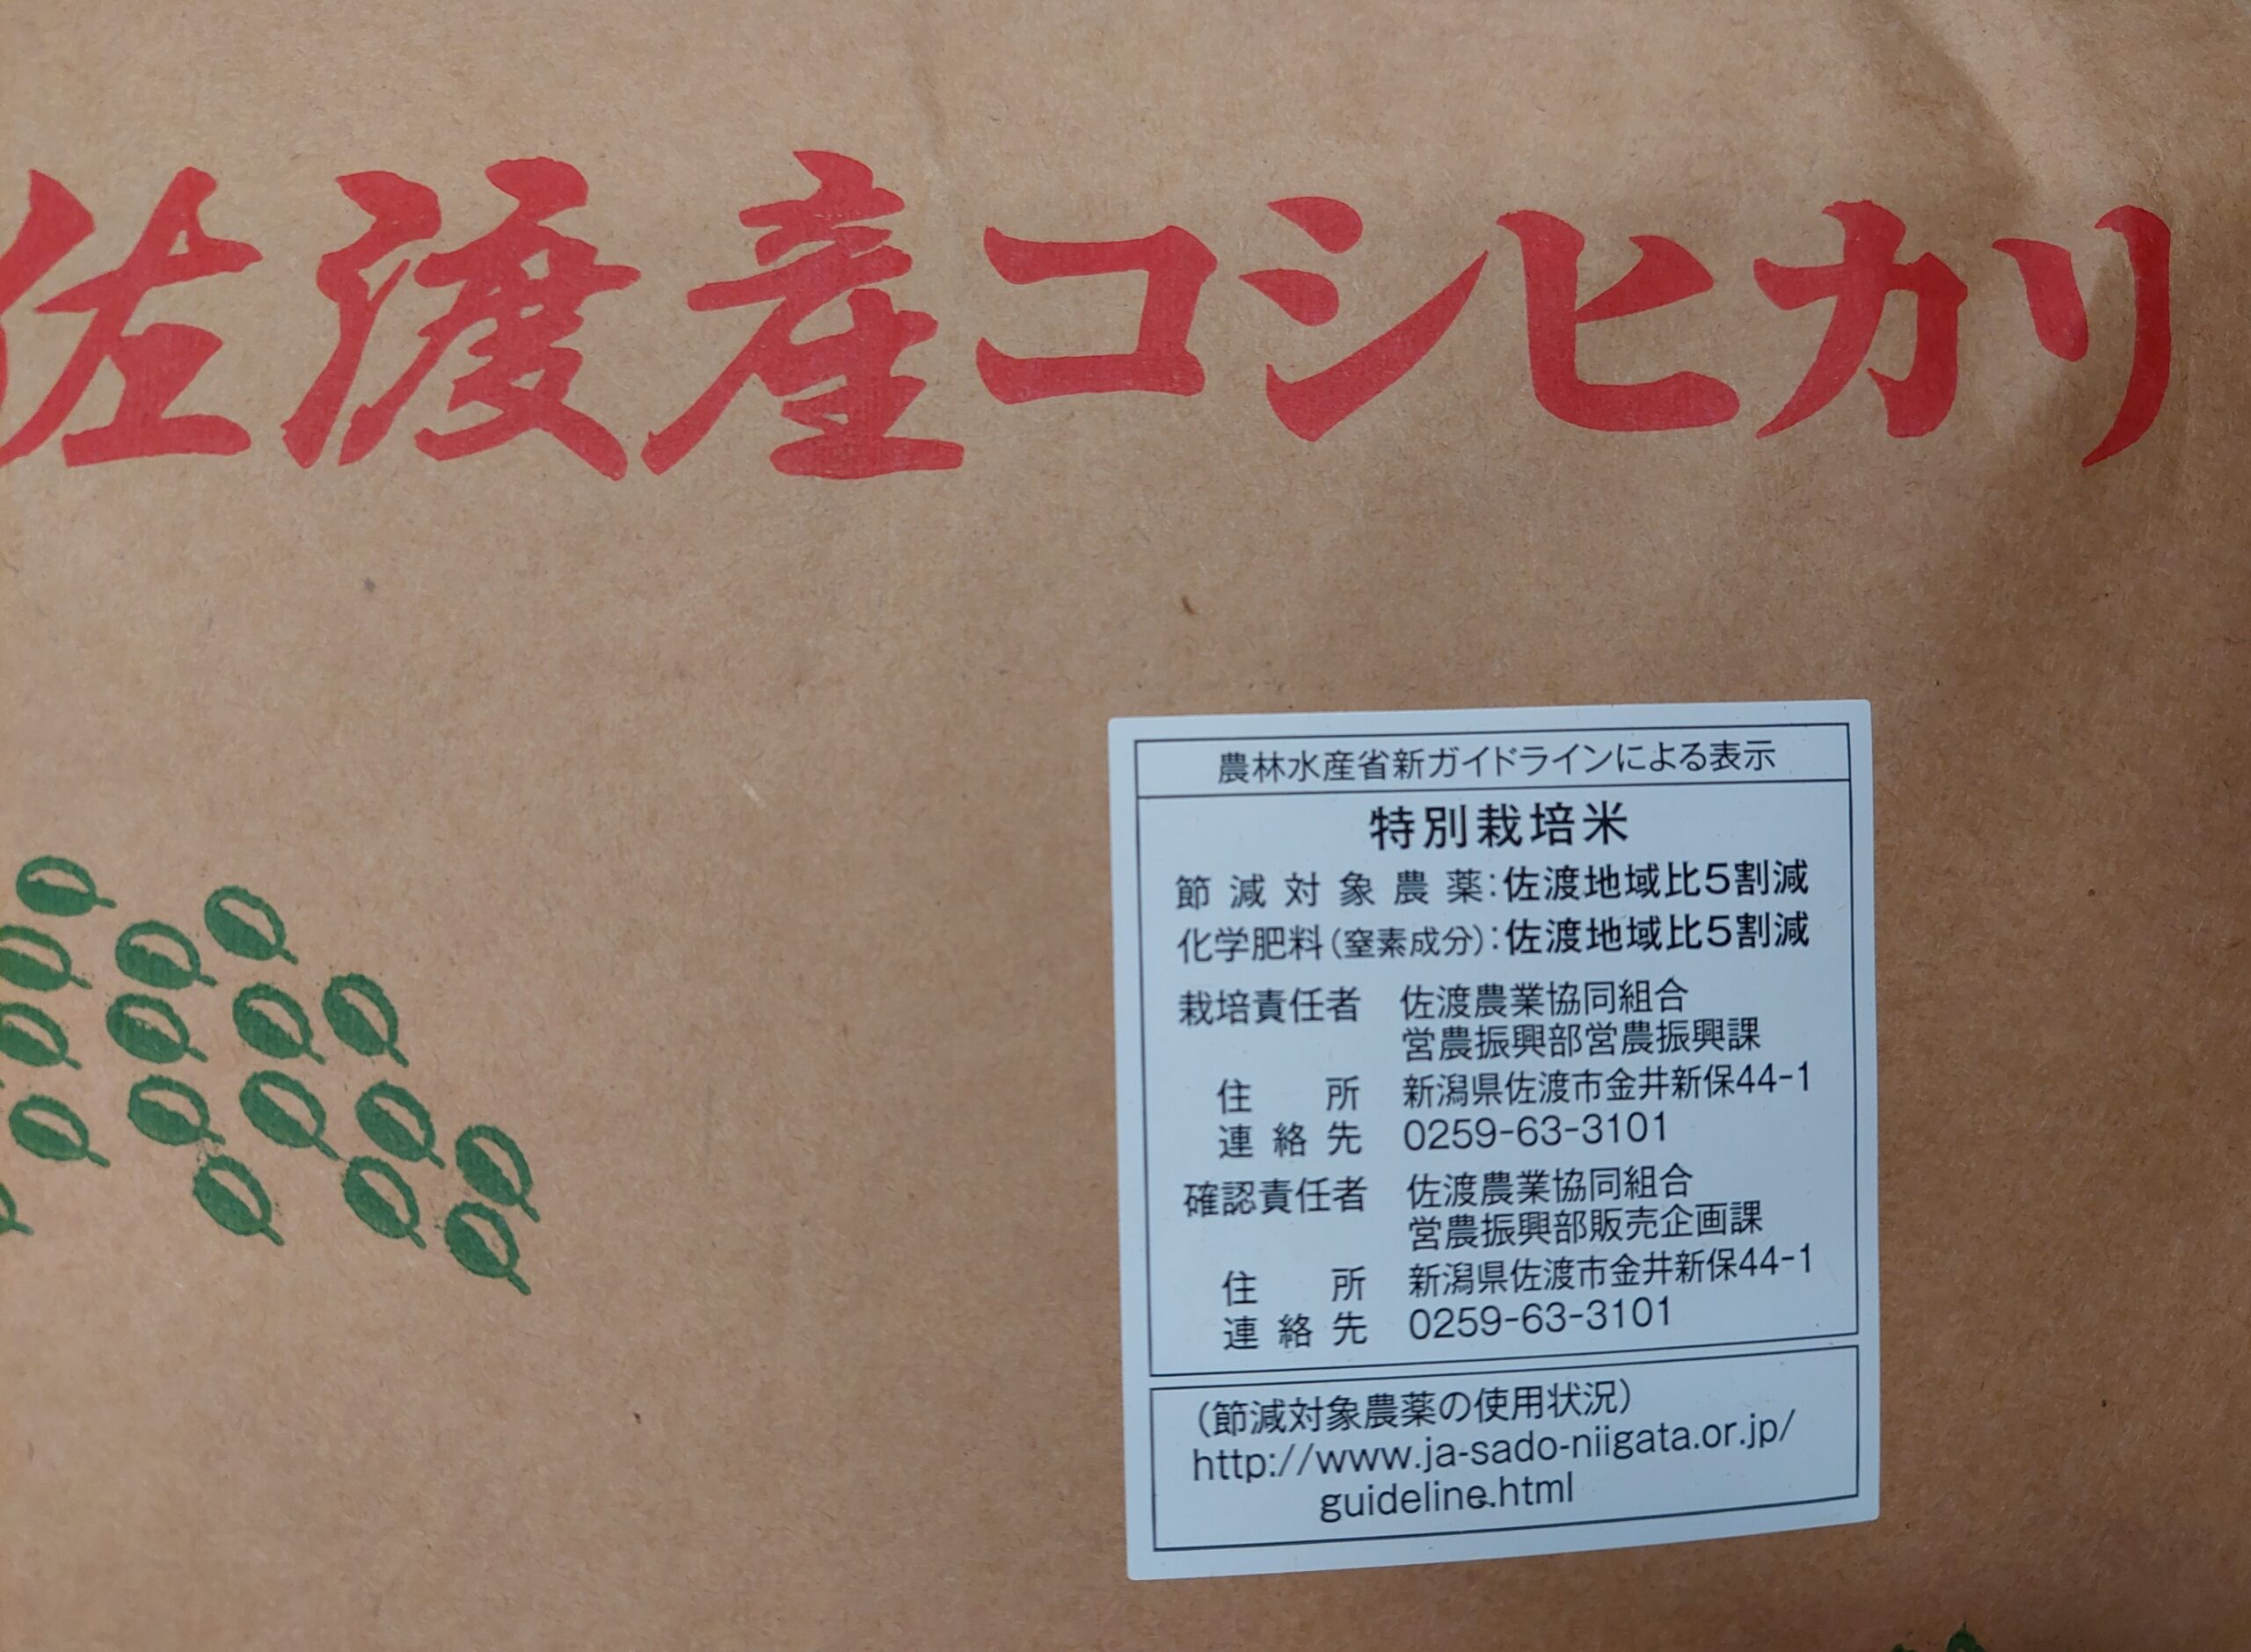 佐渡産コシヒカリ
農林水産省新ガイドラインによる表示
特別栽培米
節減対象農薬:佐渡地域比5割減
化学肥料(窒素成分):佐渡地域比5割減
栽培責任者 佐渡農業協同組合
営農振興部営農振興課
住所 新潟県佐渡市金井新保44-1
連絡先 0259-63-3101
確認責任者 佐渡農業協同組合
営農振興部販売企画課
住所 新潟県佐渡市金井新保44-1
連絡先 0259-63-3101
(節減対象農薬の使用状況)
http://www.ja-sado-niigata.or.jp/
guideline.html